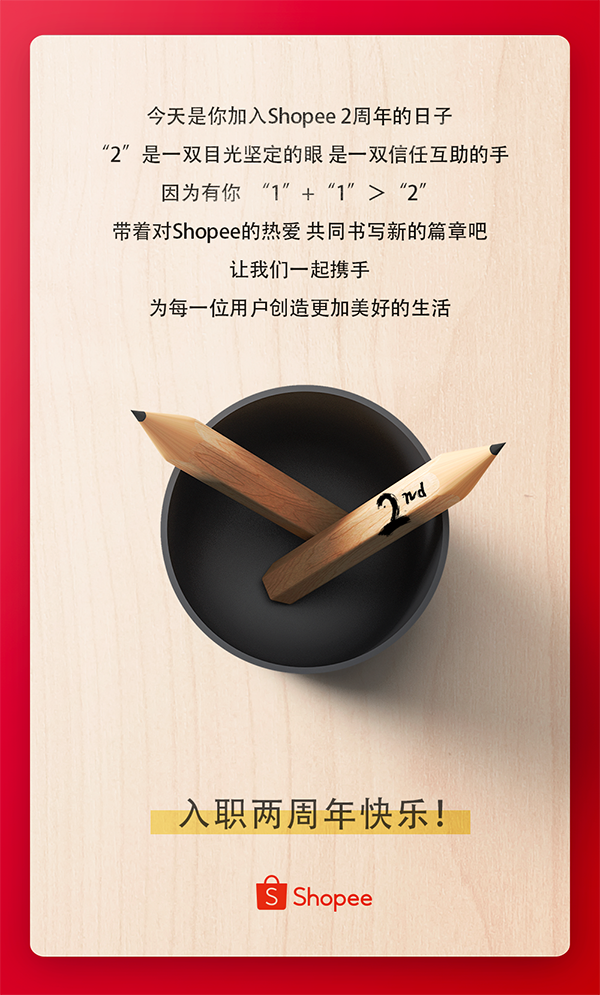 今天是你加入Shopee 2周年的日子
“2”是一双目光坚定的眼 是一双信任互助的手
因为有你 “1”+“1”＞“2”
带着对Shopee的热爱 共同书写新的篇章吧
让我们一起携手
为每一位用户创造更加美好的生活
2nd
入职两周年快乐！
S Shopee